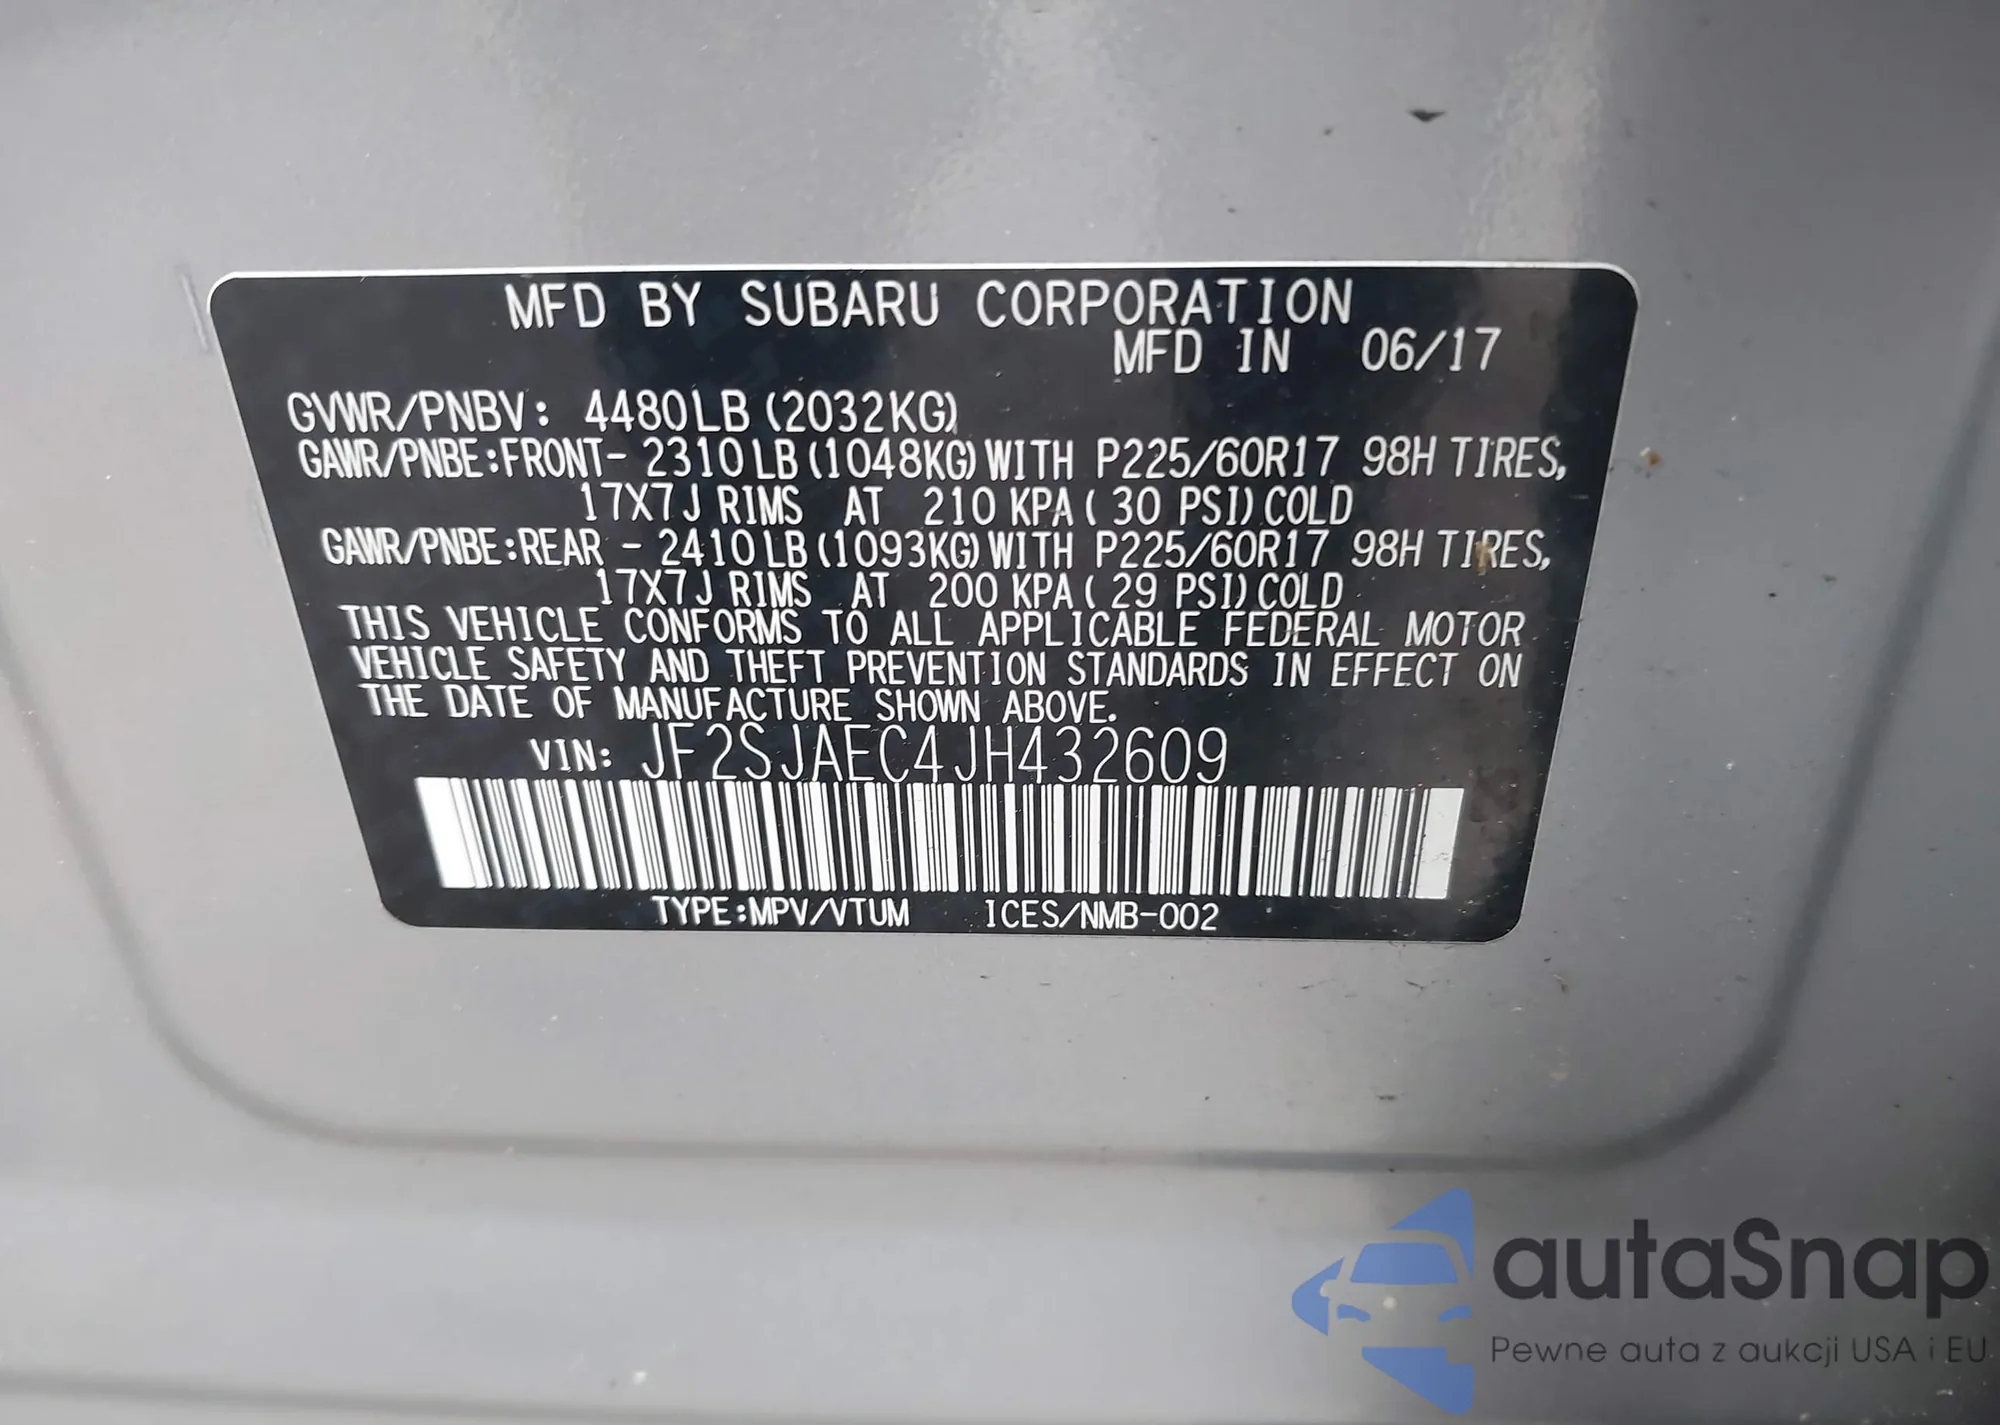 MFD BY SUBARU CORPORATION
MFD IN 06/17
GVWR/PNBV: 4480LB (2032KG)
GAWR/PNBE:FRONT- 2310LB (1048KG) WITH P225/60R17 98H TIRES,
17X7J RIMS AT 210 KPA ( 30 PSI) COLD
GAWR/PNBE:REAR - 2410LB (1093KG) WITH P225/60R17 98H TIRES,
17X7J RIMS AT 200 KPA ( 29 PSI) COLD
THIS VEHICLE CONFORMS TO ALL APPLICABLE FEDERAL MOTOR
VEHICLE SAFETY AND THEFT PREVENTION STANDARDS IN EFFECT ON
THE DATE OF MANUFACTURE SHOWN ABOVE.
VIN: JF2SJAEC4JH432609
TYPE:MPV/VTUM ICES/NMB-002
autaSnap
Pewne auta z aukcji USA i EU